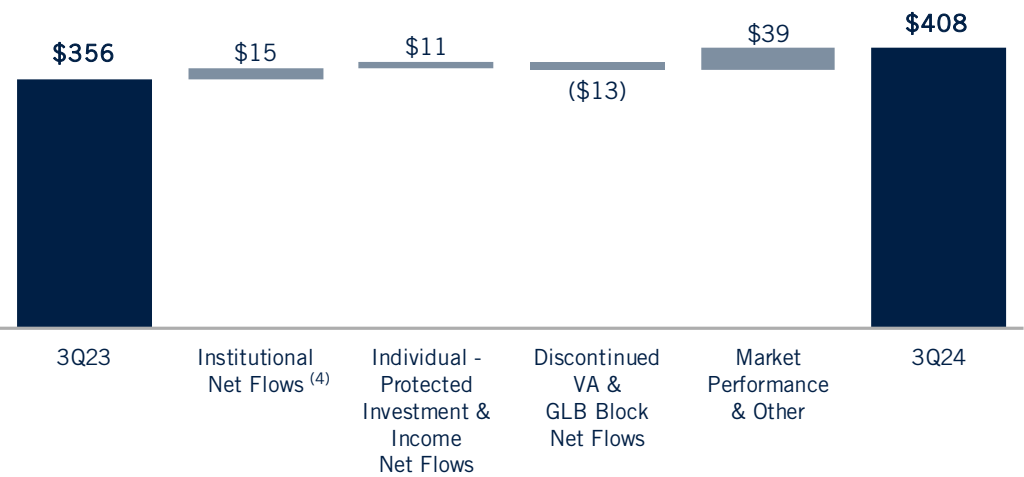 $356
$15
$11
($13)
$39
$408
3Q23
Institutional
Net Flows (4)
Individual -
Protected
Investment &
Income
Net Flows
Discontinued
VA &
GLB Block
Net Flows
Market
Performance
& Other
3Q24